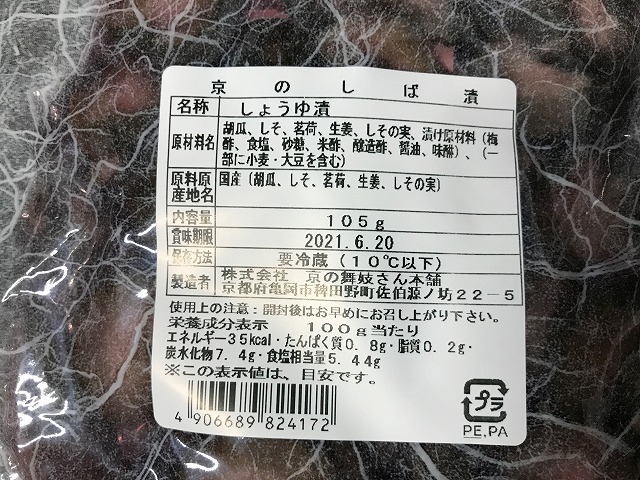 京のしば漬
名称 しょうゆ漬
原材料名 胡瓜、しそ、茗荷、生姜、しその実、漬け原材料（梅
酢、食塩、砂糖、米酢、醸造酢、醤油、味醂）、（一
部に小麦・大豆を含む）
原料原産地名 国産（胡瓜、しそ、茗荷、生姜、しその実）
内容量 105g
賞味期限 2021.6.20
保存方法 要冷蔵（10℃以下）
製造者 株式会社 京の舞妓さん本舗
京都府亀岡市稗田野町佐伯源ノ坊22-5
使用上の注意：開封後はお早めにお召し上がり下さい。
栄養成分表示 100g当たり
エネルギー35kcal・たんぱく質0.8g・脂質0.2g・
炭水化物7.4g・食塩相当量5.44g
※この表示値は、目安です。
4 906689 824172
プラ
PE,PA